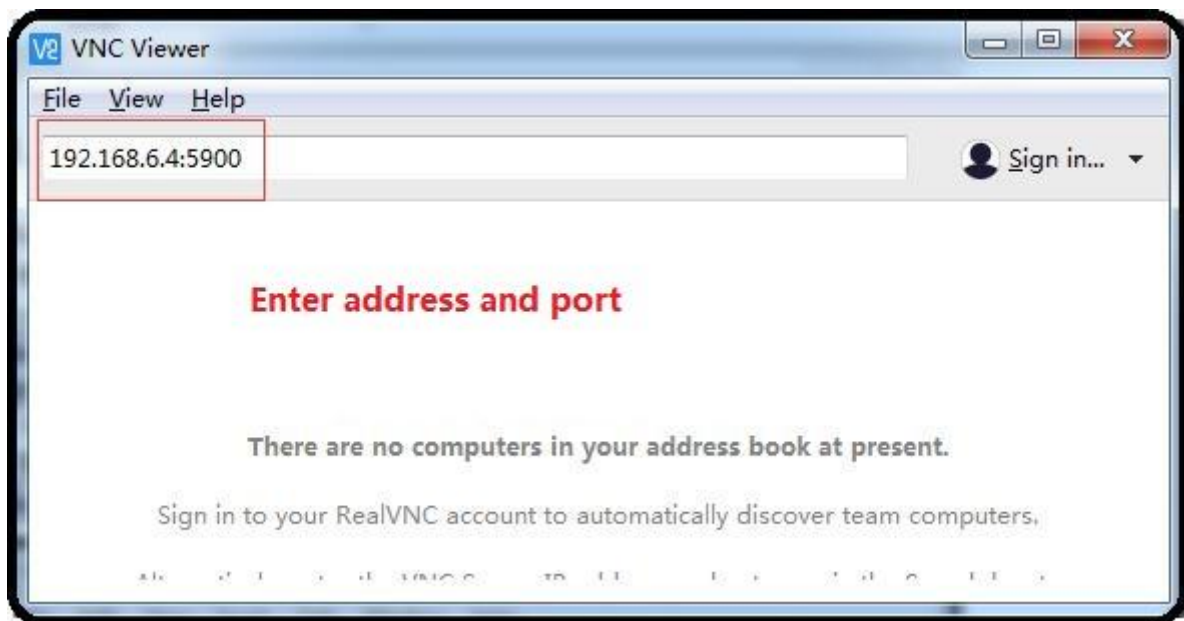 VNC Viewer
File View Help
192.168.6.4:5900
Sign in...
Enter address and port
There are no computers in your address book at present.
Sign in to your RealVNC account to automatically discover team computers.